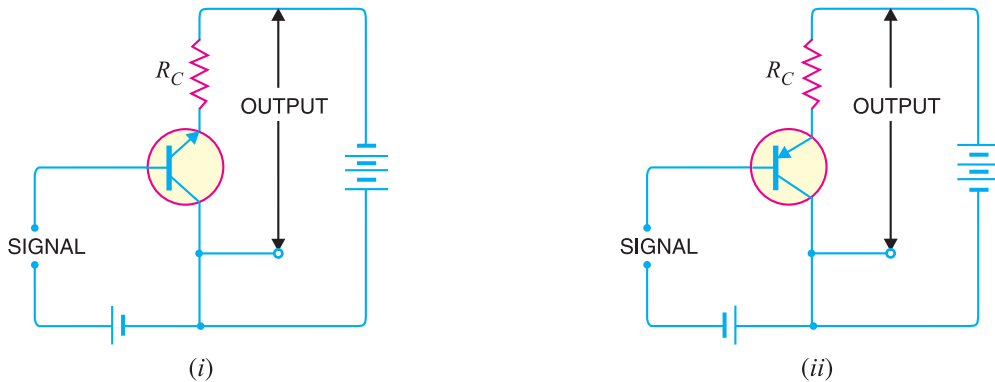 R_C
OUTPUT
SIGNAL
(i)
R_C
OUTPUT
SIGNAL
(ii)